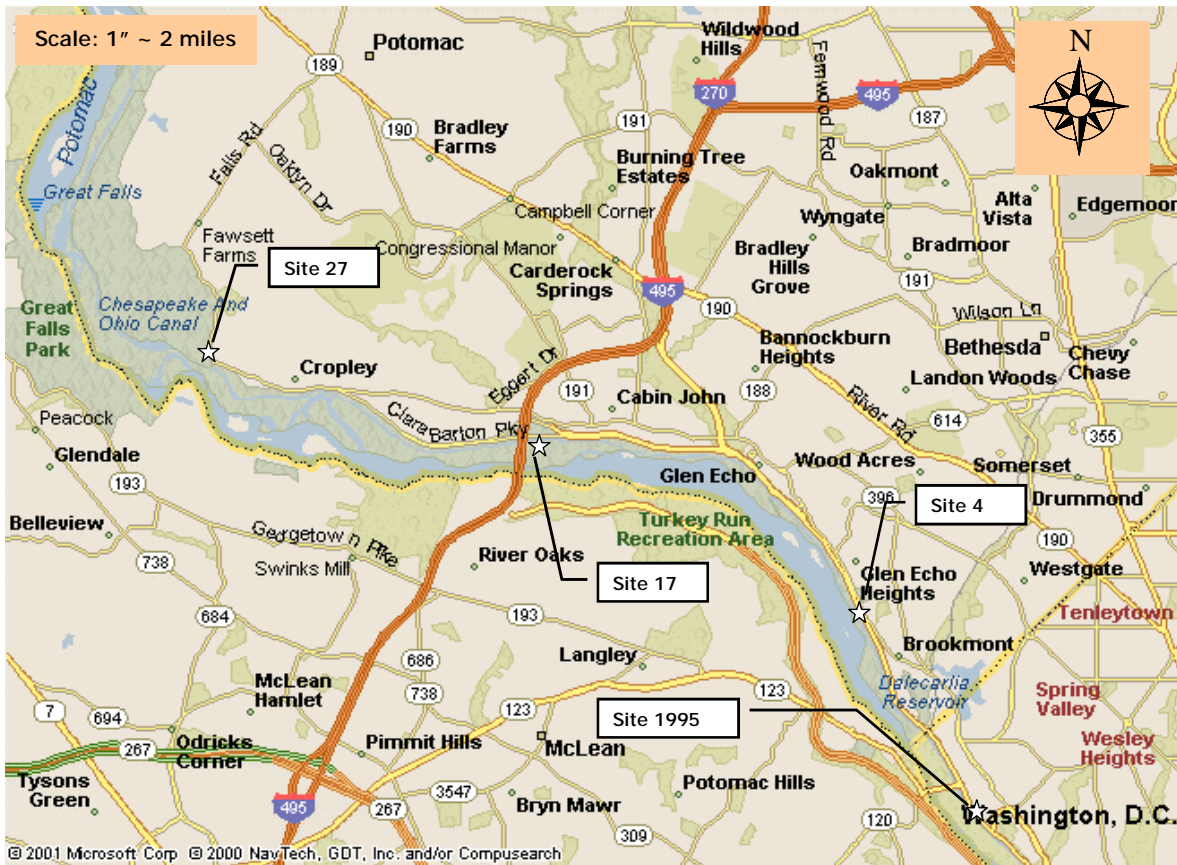 Scale: 1” ~ 2 miles
N
Potomac
Wildwood
Hills
Fernwood Rd
189
270
495
187
190
Bradley
Farms
191
Potomac
Falls Rd
Oaklyn Dr
Burning Tree
Estates
Oakmont
Great Falls
Alta
Vista
Edgemoor
Campbell Corner
Wyngate
Fawsett
Farms
Congressional Manor
Bradley
Hills
Grove
Bradmoor
Site 27
Carderock
Springs
495
191
Chesapeake And
Ohio Canal
Great
Falls
Park
190
Wilson Ln
Bannockburn
Heights
Bethesda
Chevy
Chase
Cropley
Eggert Dr
191
Cabin John
188
Landon Woods
Peacock
Clara Barton Pky
River Rd
614
355
Glendale
Glen Echo
Wood Acres
Somerset
193
396
Site 4
Drummond
Belleview
Georgetown Pike
Turkey Run
Recreation Area
190
738
Swinks Mill
River Oaks
Site 17
Glen Echo
Heights
Westgate
684
193
Tenleytown
686
Langley
Brookmont
McLean
Hamlet
738
123
123
Dalecarlia
Reservoir
Spring
Valley
7
694
Site 1995
267
Odricks
Corner
Pimmit Hills
McLean
Wesley
Heights
Tysons
Green
Potomac Hills
495
267
3547
Bryn Mawr
309
120
Washington, D.C.
© 2001 Microsoft Corp © 2000 NavTech, GDT, Inc. and/or Compusearch